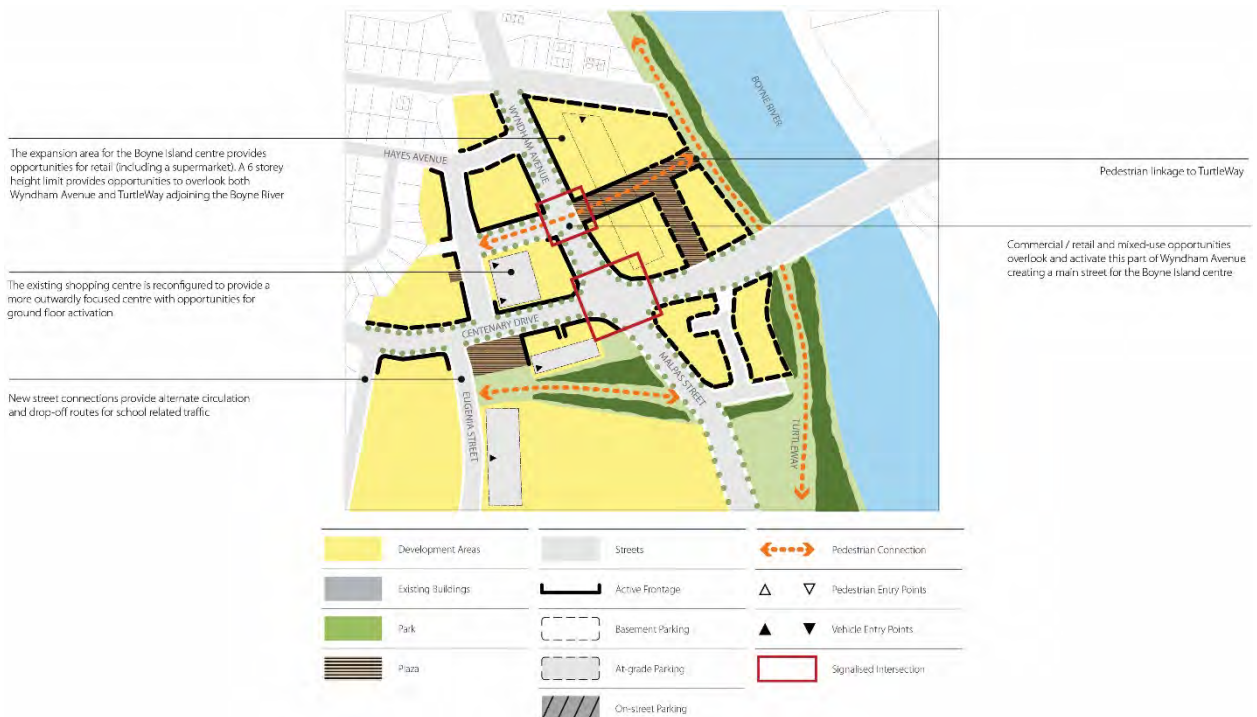 BOYNE RIVER
WYNDHAM AVENUE
HAYES AVENUE
CENTENARY DRIVE
MALPAS STREET
EUGENIA STREET
TURTLEWAY
The expansion area for the Boyne Island centre provides
opportunities for retail (including a supermarket). A 6 storey
height limit provides opportunities to overlook both
Wyndham Avenue and TurtleWay adjoining the Boyne River
The existing shopping centre is reconfigured to provide a
more outwardly focused centre with opportunities for
ground floor activation
New street connections provide alternate circulation
and drop-off routes for school related traffic
Pedestrian linkage to TurtleWay
Commercial / retail and mixed-use opportunities
overlook and activate this part of Wyndham Avenue
creating a main street for the Boyne Island centre
Development Areas
Existing Buildings
Park
Plaza
Streets
Active Frontage
Basement Parking
At-grade Parking
On-street Parking
Pedestrian Connection
Pedestrian Entry Points
Vehicle Entry Points
Signalised Intersection